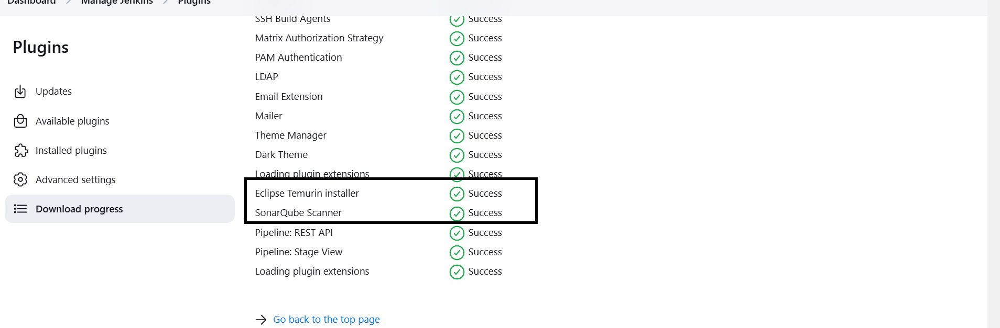 Dashboard > Manage Jenkins > Plugins
Plugins
Updates
Available plugins
Installed plugins
Advanced settings
Download progress
SSH Build Agents Success
Matrix Authorization Strategy Success
PAM Authentication Success
LDAP Success
Email Extension Success
Mailer Success
Theme Manager Success
Dark Theme Success
Loading plugin extensions Success
Eclipse Temurin installer Success
SonarQube Scanner Success
Pipeline: REST API Success
Pipeline: Stage View Success
Loading plugin extensions Success
→ Go back to the top page